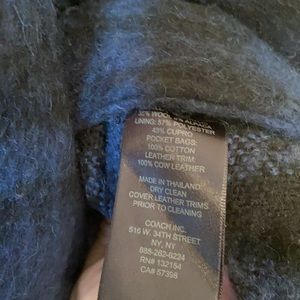 WOOL
LINING: 57% POLYESTER
43% CUPRO
POCKET BAGS:
100% COTTON
LEATHER TRIM:
100% COW LEATHER
MADE IN THAILAND
DRY CLEAN
COVER LEATHER TRIMS
PRIOR TO CLEANING
COACH INC.
516 W. 34TH STREET
NY, NY
888-262-6224
RN# 132154
CA# 57398